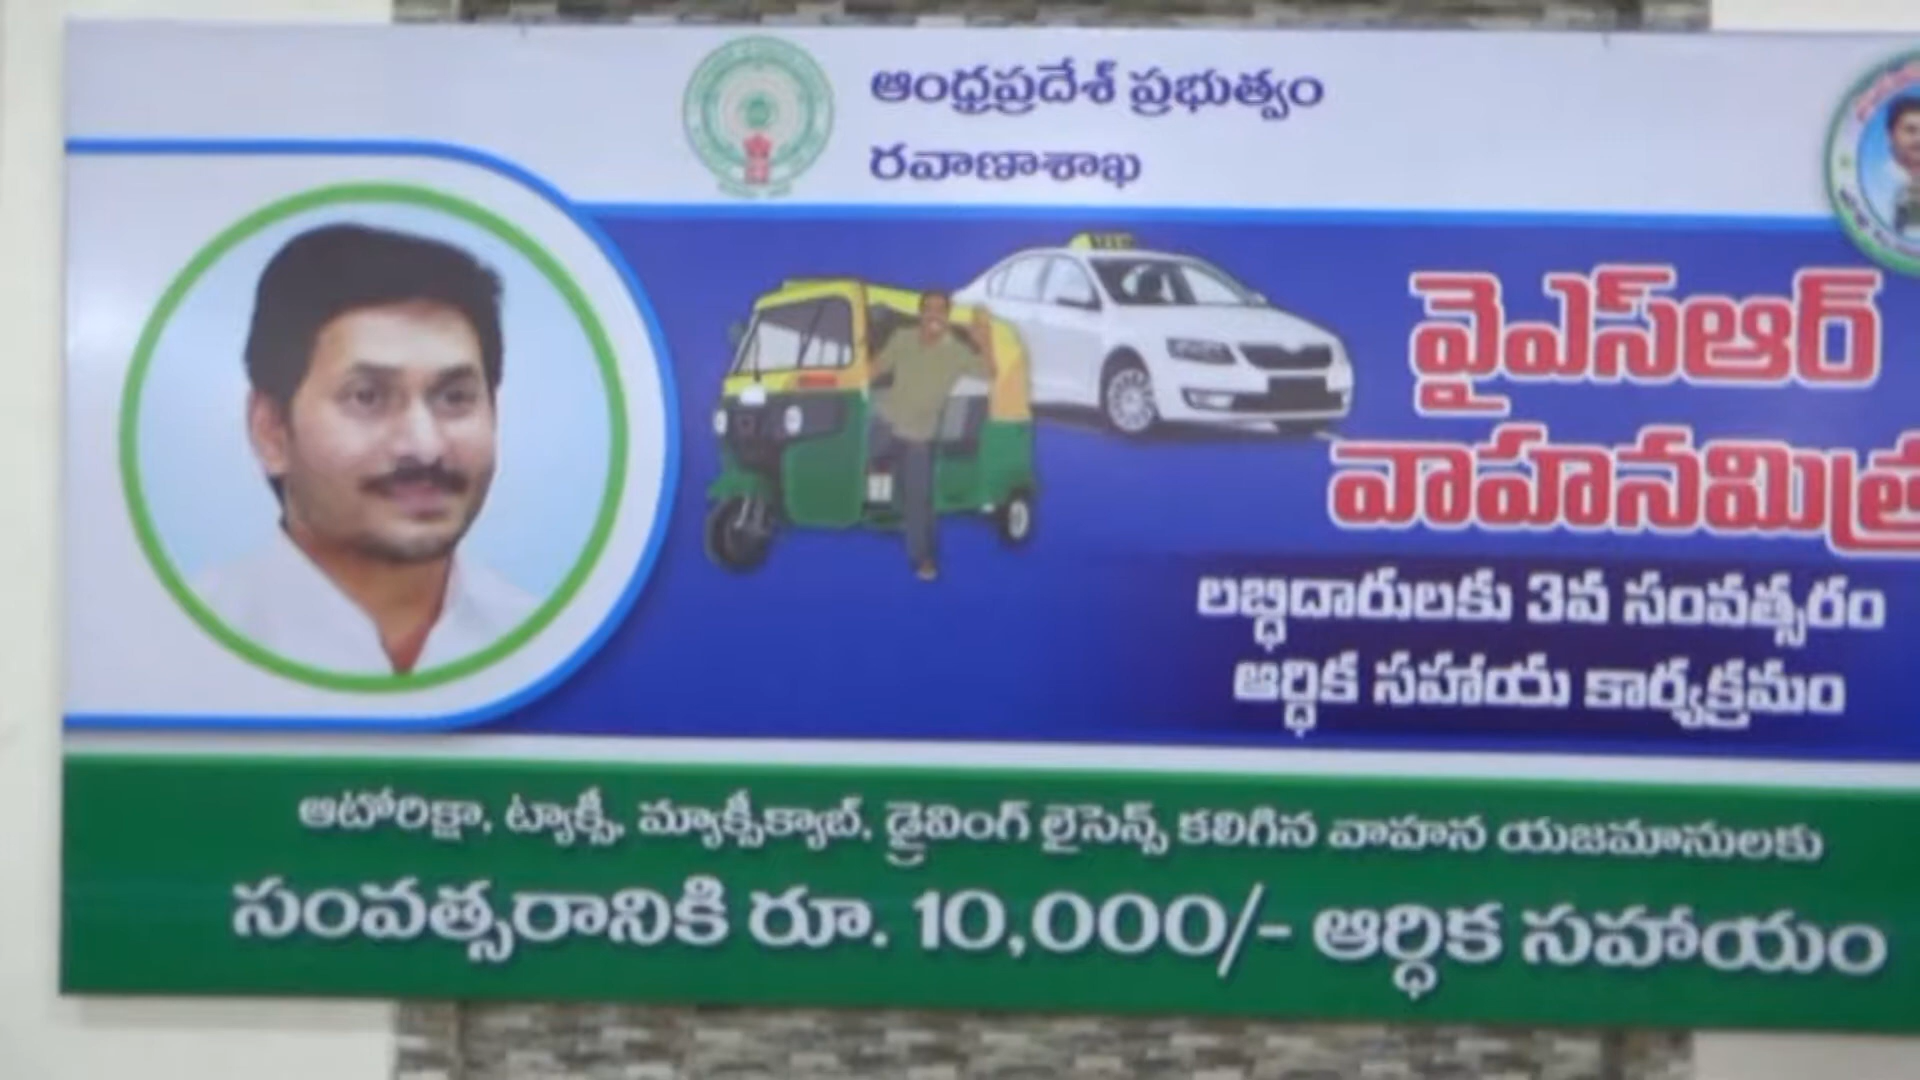 ఆంధ్రప్రదేశ్ ప్రభుత్వం
రవాణాశాఖ
వైఎస్ఆర్
వాహనమిత్ర
లబ్ధిదారులకు 3వ సంవత్సరం
ఆర్ధిక సహాయ కార్యక్రమం
ఆటోరిక్షా, ట్యాక్సీ, మ్యాక్సీక్యాబ్, డ్రైవింగ్ లైసెన్స్ కలిగిన వాహన యజమానులకు
సంవత్సరానికి రూ. 10,000/- ఆర్ధిక సహాయం